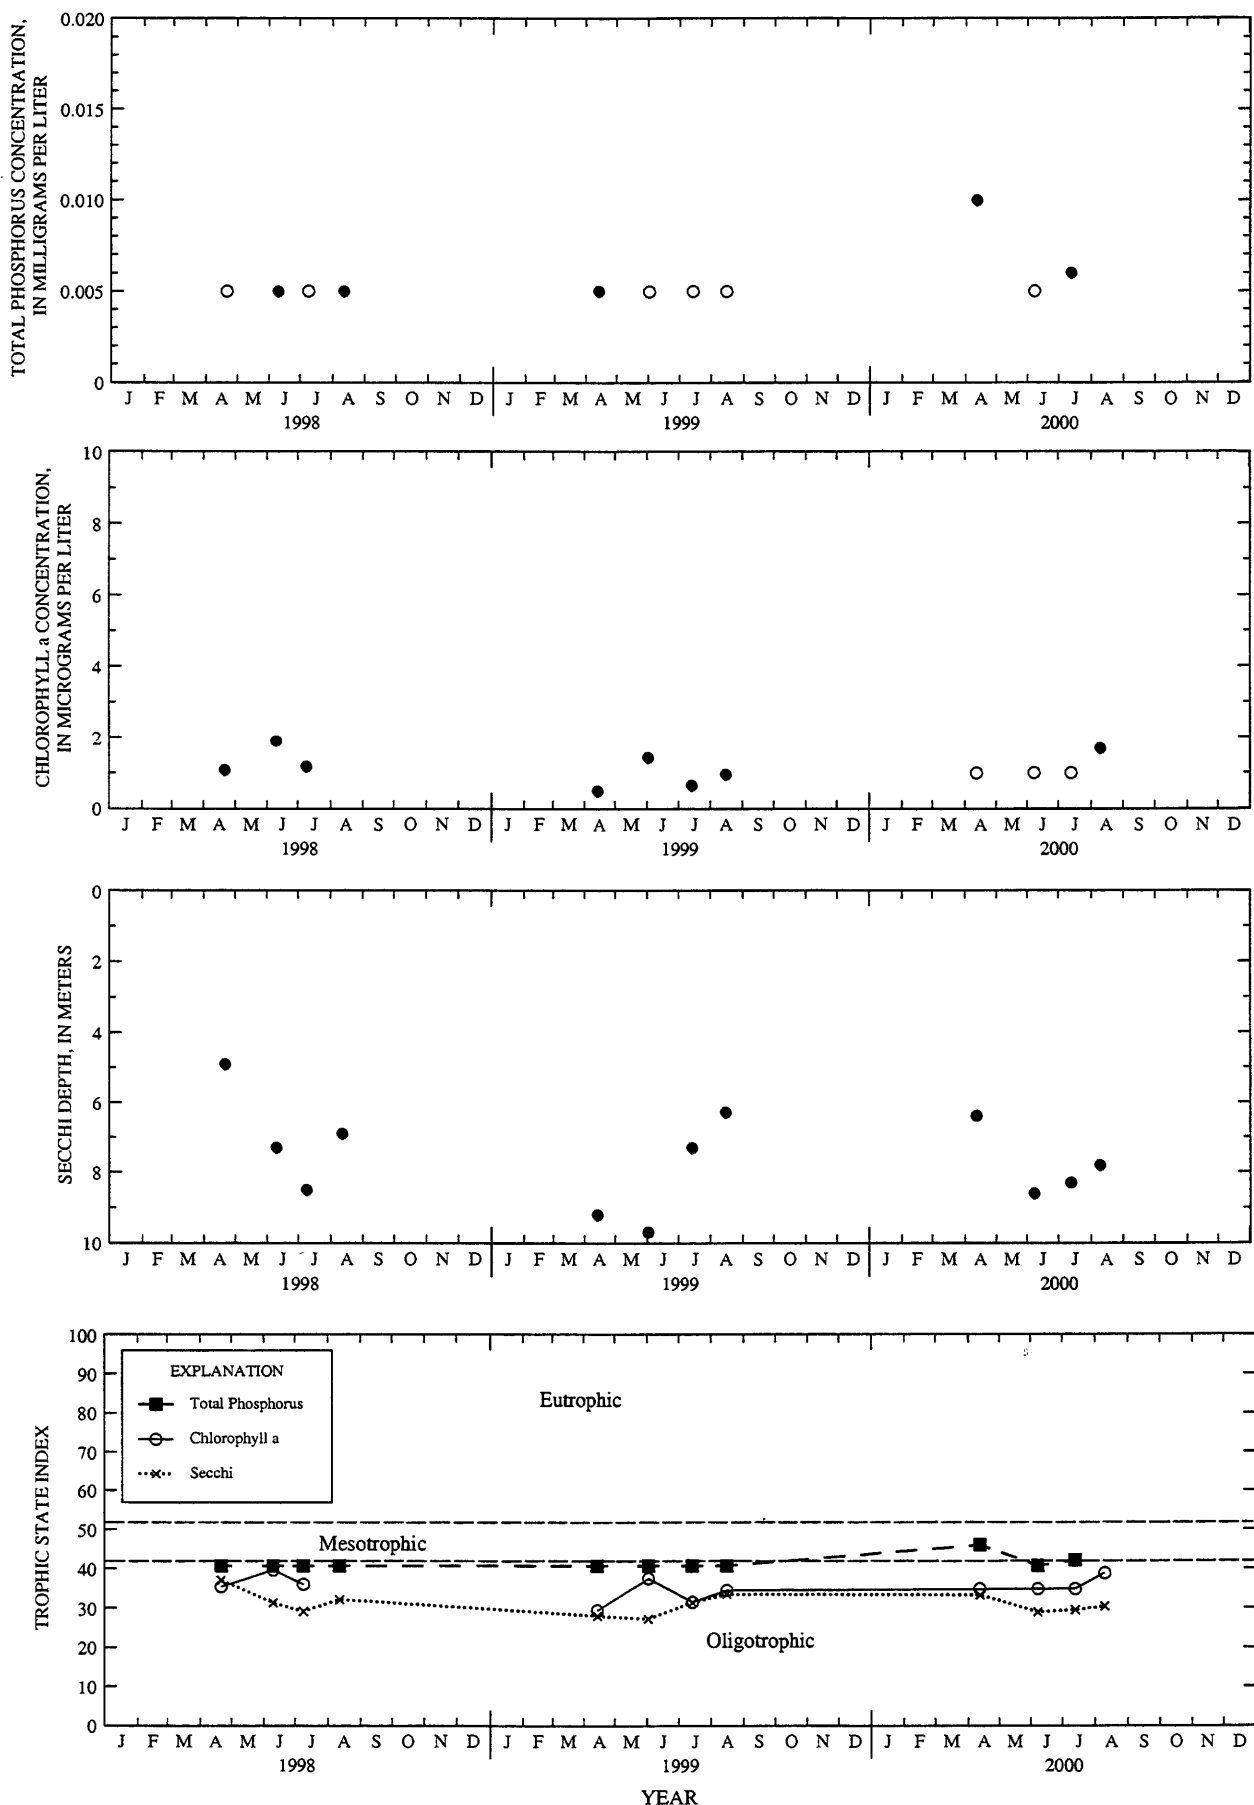 TOTAL PHOSPHORUS CONCENTRATION,
IN MILLIGRAMS PER LITER
0.020
0.015
0.010
0.005
0
J F M A M J J A S O N D J F M A M J J A S O N D J F M A M J J A S O N D
1998 1999 2000
CHLOROPHYLL a CONCENTRATION,
IN MICROGRAMS PER LITER
10
8
6
4
2
0
J F M A M J J A S O N D J F M A M J J A S O N D J F M A M J J A S O N D
1998 1999 2000
SECCHI DEPTH, IN METERS
0
2
4
6
8
10
J F M A M J J A S O N D J F M A M J J A S O N D J F M A M J J A S O N D
1998 1999 2000
TROPHIC STATE INDEX
100
90
80
70
60
50
40
30
20
10
0
EXPLANATION
Total Phosphorus
Chlorophyll a
Secchi
Eutrophic
Mesotrophic
Oligotrophic
J F M A M J J A S O N D J F M A M J J A S O N D J F M A M J J A S O N D
1998 1999 2000
YEAR